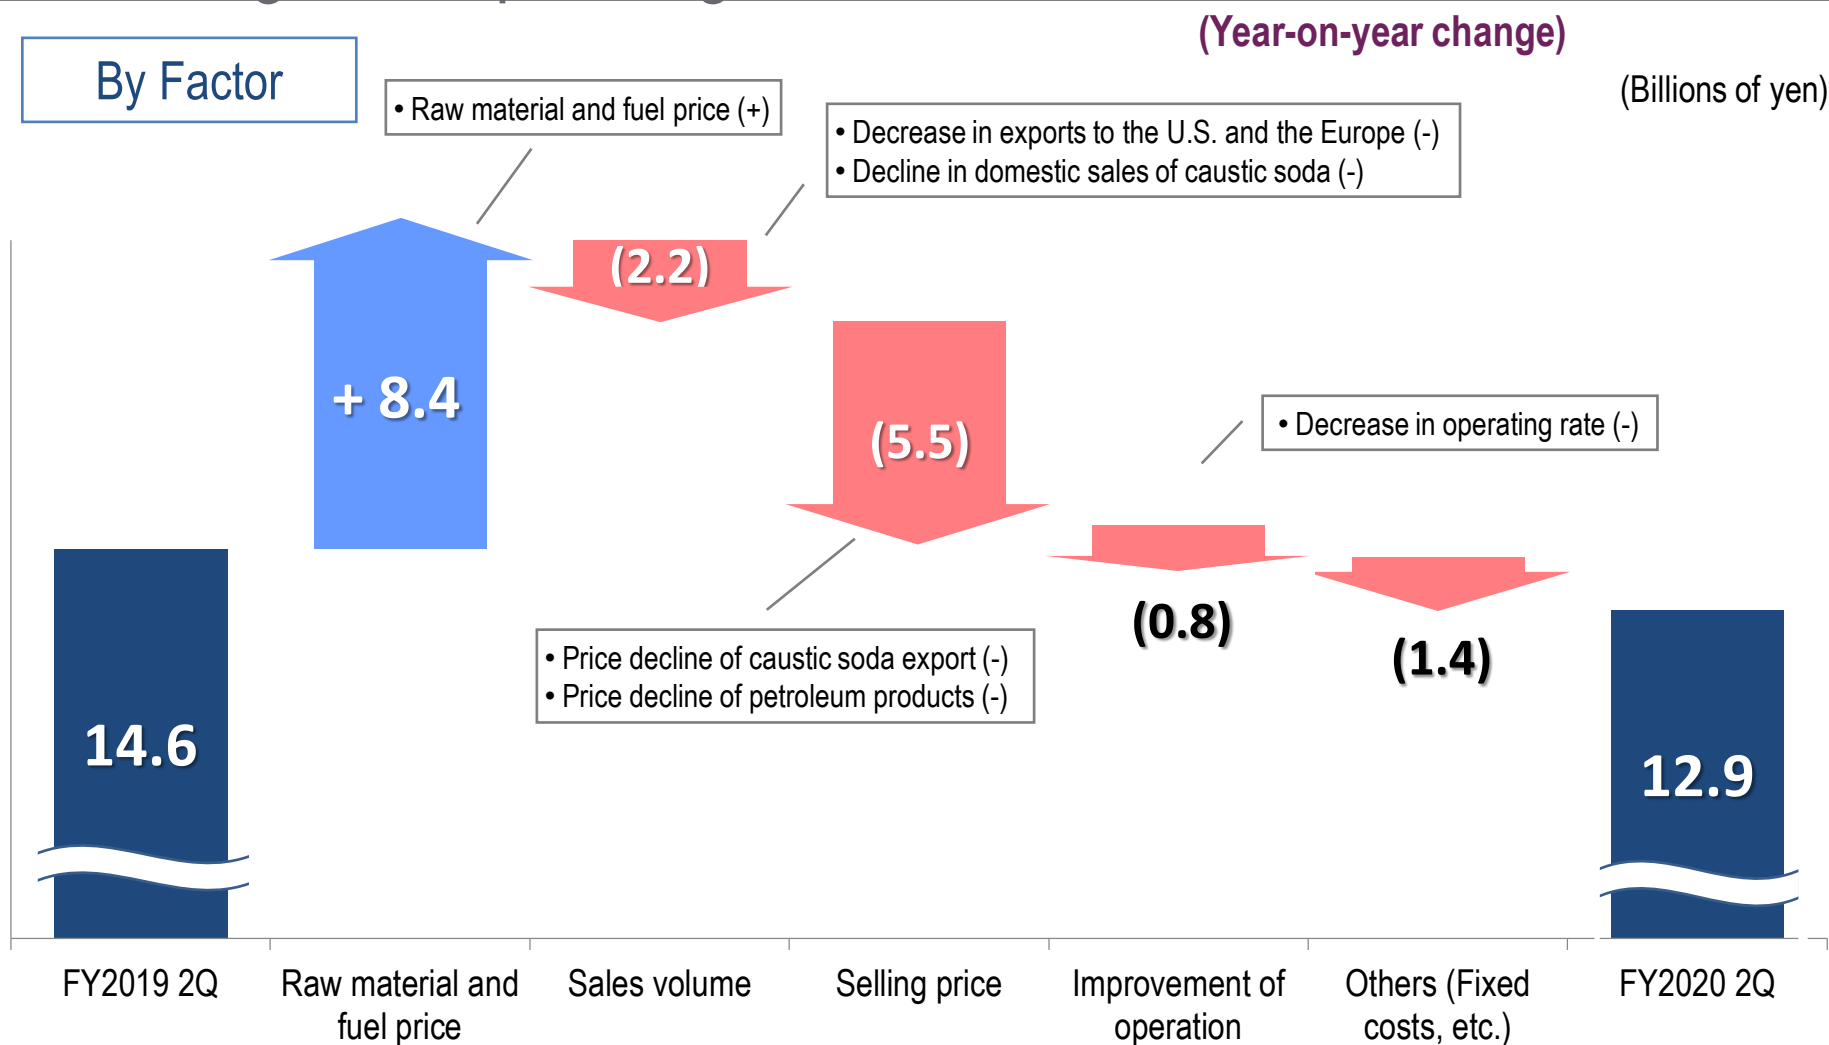 (Year-on-year change)
By Factor
(Billions of yen)
• Raw material and fuel price (+)
• Decrease in exports to the U.S. and the Europe (-)
• Decline in domestic sales of caustic soda (-)
(2.2)
+ 8.4
(5.5)
• Decrease in operating rate (-)
(0.8)
(1.4)
• Price decline of caustic soda export (-)
• Price decline of petroleum products (-)
14.6
12.9
FY2019 2Q
Raw material and
fuel price
Sales volume
Selling price
Improvement of
operation
Others (Fixed
costs, etc.)
FY2020 2Q